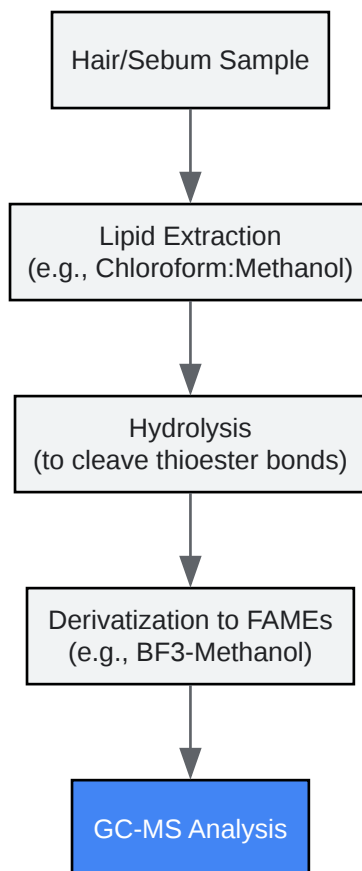 Hair/Sebum Sample
Lipid Extraction
(e.g., Chloroform:Methanol)
Hydrolysis
(to cleave thioester bonds)
Derivatization to FAMEs
(e.g., BF3-Methanol)
GC-MS Analysis